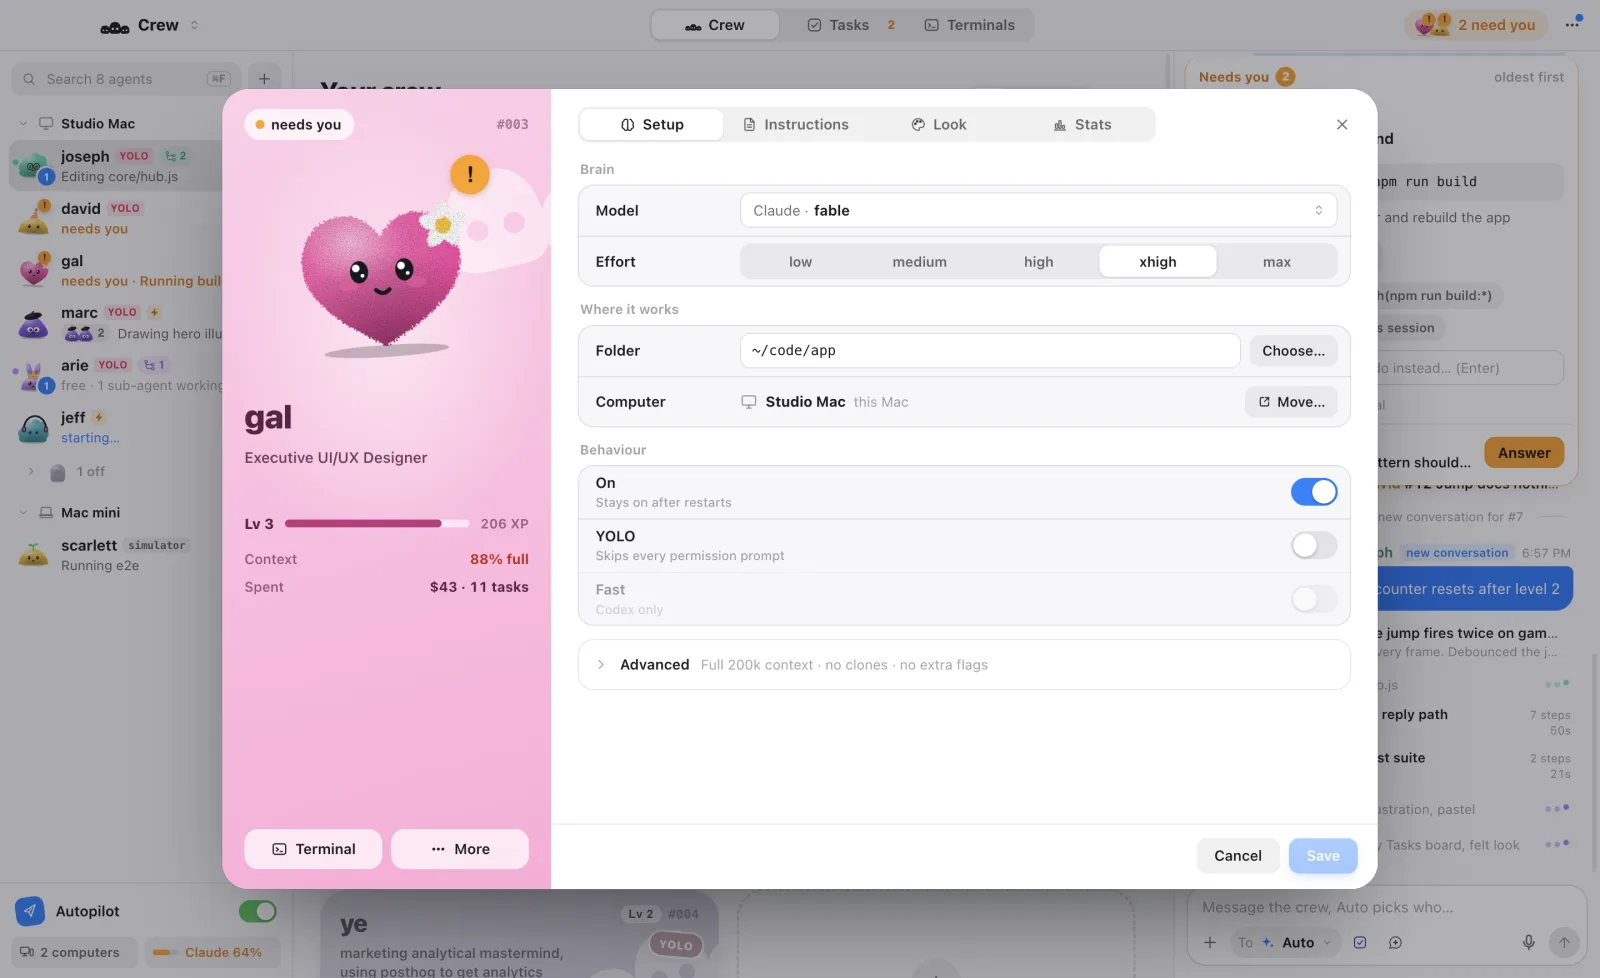 Crew
Crew
Tasks 2
Terminals
2 need you
Search 8 agents ⌘F
Studio Mac
joseph YOLO 2
1 Editing core/hub.js
david YOLO
needs you
gal
needs you · Running buil
marc YOLO
2 Drawing hero illu
arie YOLO 1
1 free · 1 sub-agent working
jeff
starting...
1 off
Mac mini
scarlett simulator
Running e2e
Autopilot
2 computers
Claude 64%
Your crew
needs you #003
!
gal
Executive UI/UX Designer
Lv 3 206 XP
Context 88% full
Spent $43 · 11 tasks
Terminal
More
Setup
Instructions
Look
Stats
Brain
Model Claude · fable
Effort low medium high xhigh max
Where it works
Folder ~/code/app Choose...
Computer Studio Mac this Mac Move...
Behaviour
On
Stays on after restarts
YOLO
Skips every permission prompt
Fast
Codex only
Advanced Full 200k context · no clones · no extra flags
Cancel Save
ye
Lv 2 #004
marketing analytical mastermind,
using posthog to get analytics
YOLO
Needs you 2 oldest first
nd
npm run build
r and rebuild the app
h(npm run build:*)
s session
do instead... (Enter)
al
ttern should...
Answer
new conversation for #7
ph new conversation 6:57 PM
counter resets after level 2
e jump fires twice on gam...
very frame. Debounced the j...
b.js
reply path 7 steps
50s
st suite 2 steps
21s
ustration, pastel
y Tasks board, felt look
Message the crew, Auto picks who...
To Auto